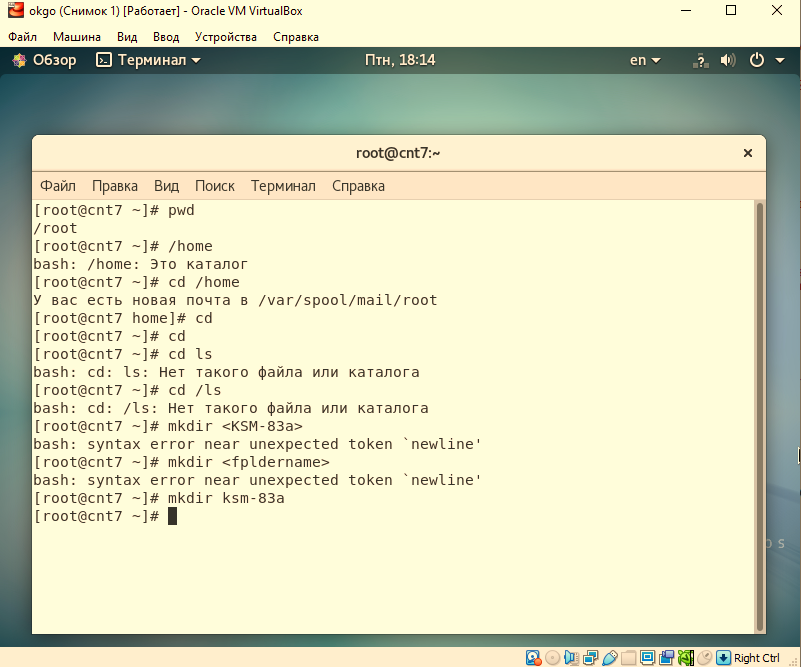 okgo (Снимок 1) [Работает] - Oracle VM VirtualBox
Файл Машина Вид Ввод Устройства Справка
Обзор Терминал Птн, 18:14 en
root@cnt7:~
Файл Правка Вид Поиск Терминал Справка
[root@cnt7 ~]# pwd
/root
[root@cnt7 ~]# /home
bash: /home: Это каталог
[root@cnt7 ~]# cd /home
У вас есть новая почта в /var/spool/mail/root
[root@cnt7 home]# cd
[root@cnt7 ~]# cd
[root@cnt7 ~]# cd ls
bash: cd: ls: Нет такого файла или каталога
[root@cnt7 ~]# cd /ls
bash: cd: /ls: Нет такого файла или каталога
[root@cnt7 ~]# mkdir <KSM-83a>
bash: syntax error near unexpected token `newline'
[root@cnt7 ~]# mkdir <fpldername>
bash: syntax error near unexpected token `newline'
[root@cnt7 ~]# mkdir ksm-83a
[root@cnt7 ~]#
Right Ctrl